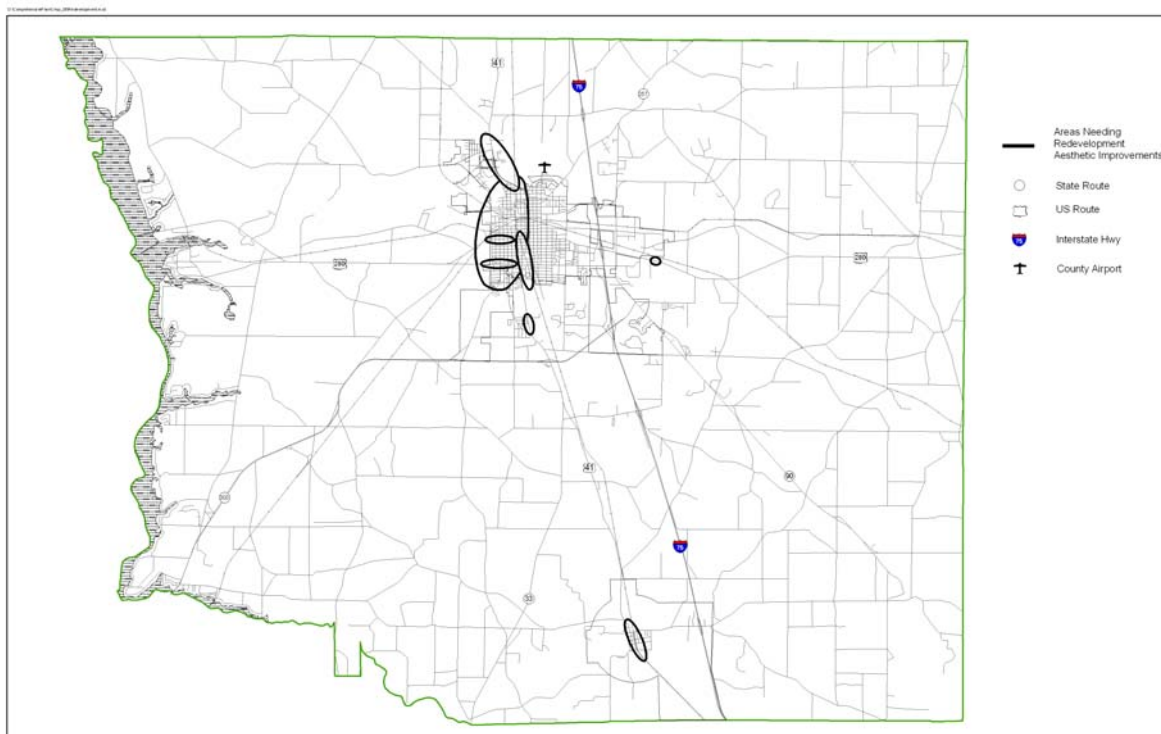 41
75
280
280
41
90
75
33
Areas Needing
Redevelopment
Aesthetic Improvements
State Route
US Route
75
Interstate Hwy
County Airport